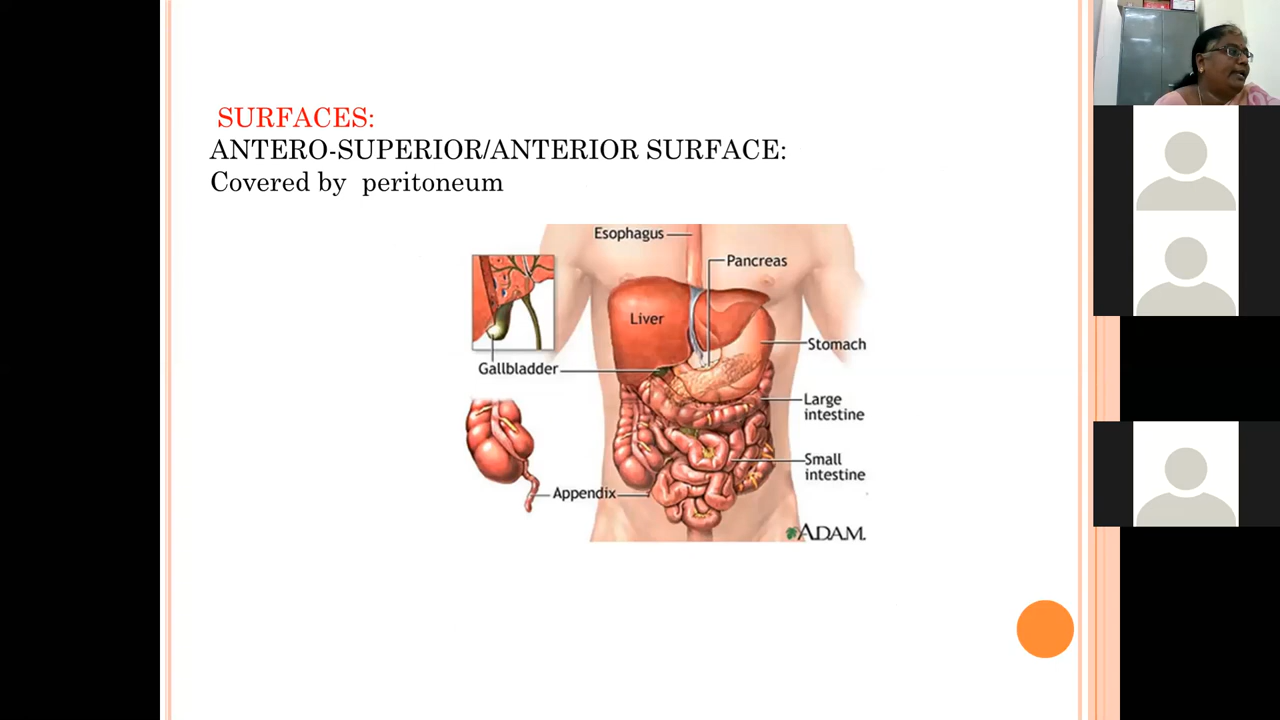 SURFACES:
ANTERO-SUPERIOR/ANTERIOR SURFACE:
Covered by peritoneum
Esophagus
Pancreas
Liver
Stomach
Gallbladder
Large
intestine
Small
intestine
Appendix
ADAM.